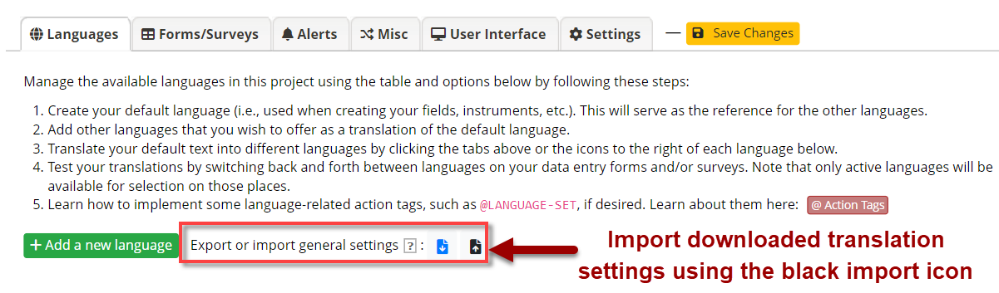 Languages Forms/Surveys Alerts Misc User Interface Settings — Save Changes
Manage the available languages in this project using the table and options below by following these steps:
1. Create your default language (i.e., used when creating your fields, instruments, etc.). This will serve as the reference for the other languages.
2. Add other languages that you wish to offer as a translation of the default language.
3. Translate your default text into different languages by clicking the tabs above or the icons to the right of each language below.
4. Test your translations by switching back and forth between languages on your data entry forms and/or surveys. Note that only active languages will be
available for selection on those places.
5. Learn how to implement some language-related action tags, such as @LANGUAGE-SET, if desired. Learn about them here: @ Action Tags
+ Add a new language Export or import general settings ? :
Import downloaded translation
settings using the black import icon